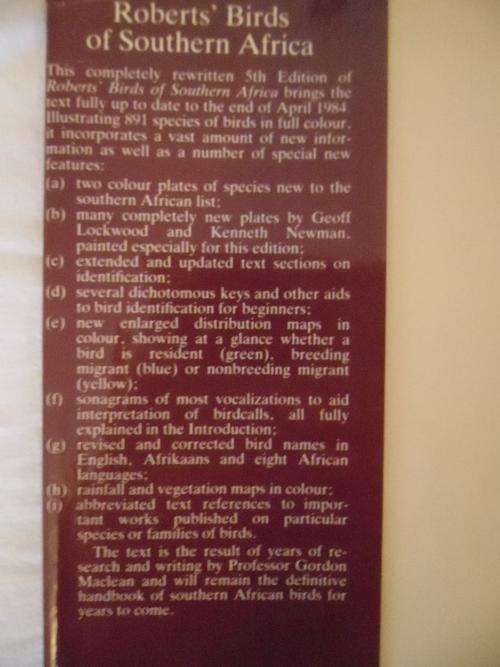 Roberts' Birds
of Southern Africa
This completely rewritten 5th Edition of
Roberts' Birds of Southern Africa brings the
text fully up to date to the end of April 1984.
Illustrating 891 species of birds in full colour,
it incorporates a vast amount of new infor-
mation as well as a number of special new
features:
(a) two colour plates of species new to the
southern African list;
(b) many completely new plates by Geoff
Lockwood and Kenneth Newman,
painted especially for this edition;
(c) extended and updated text sections on
identification;
(d) several dichotomous keys and other aids
to bird identification for beginners;
(e) new enlarged distribution maps in
colour, showing at a glance whether a
bird is resident (green), breeding
migrant (blue) or nonbreeding migrant
(yellow);
(f) sonagrams of most vocalizations to aid
interpretation of birdcalls, all fully
explained in the Introduction;
(g) revised and corrected bird names in
English, Afrikaans and eight African
languages;
(h) rainfall and vegetation maps in colour;
(i) abbreviated text references to impor-
tant works published on particular
species or families of birds.
The text is the result of years of re-
search and writing by Professor Gordon
Maclean and will remain the definitive
handbook of southern African birds for
years to come.